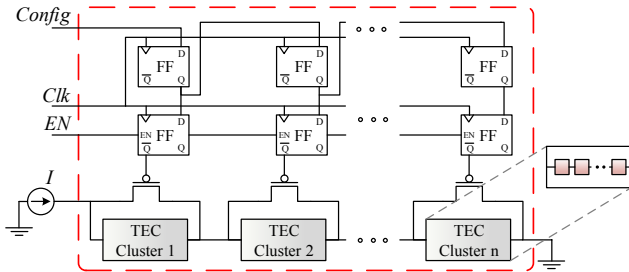 Config
D D D
FF FF FF
Q Q Q Q Q Q
Clk
D D D
EN
EN FF EN FF EN FF
Q Q Q Q Q Q
I
TEC TEC TEC
Cluster 1 Cluster 2 Cluster n